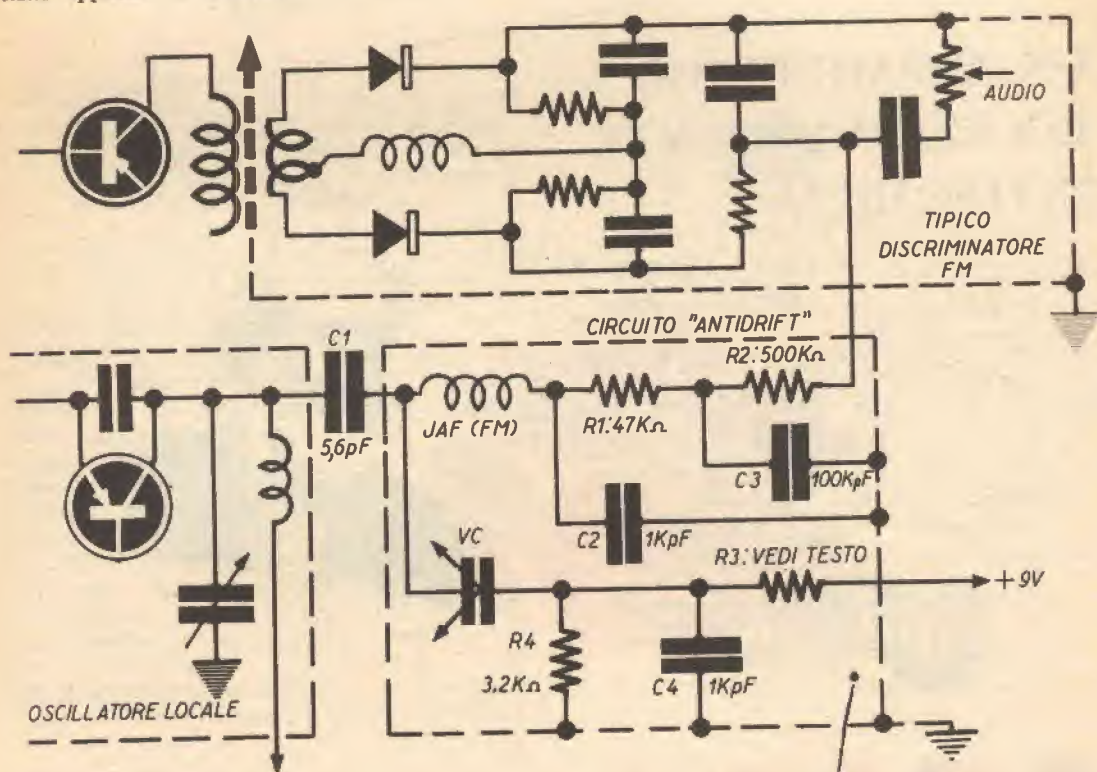 AUDIO
TIPICO
DISCRIMINATORE
FM
CIRCUITO "ANTIDRIFT"
C1
5,6pF
JAF (FM)
R1:47KΩ
R2:500KΩ
C3
100KpF
C2
1KpF
VC
R3:VEDI TESTO
+9V
R4
3,2KΩ
C4
1KpF
OSCILLATORE LOCALE